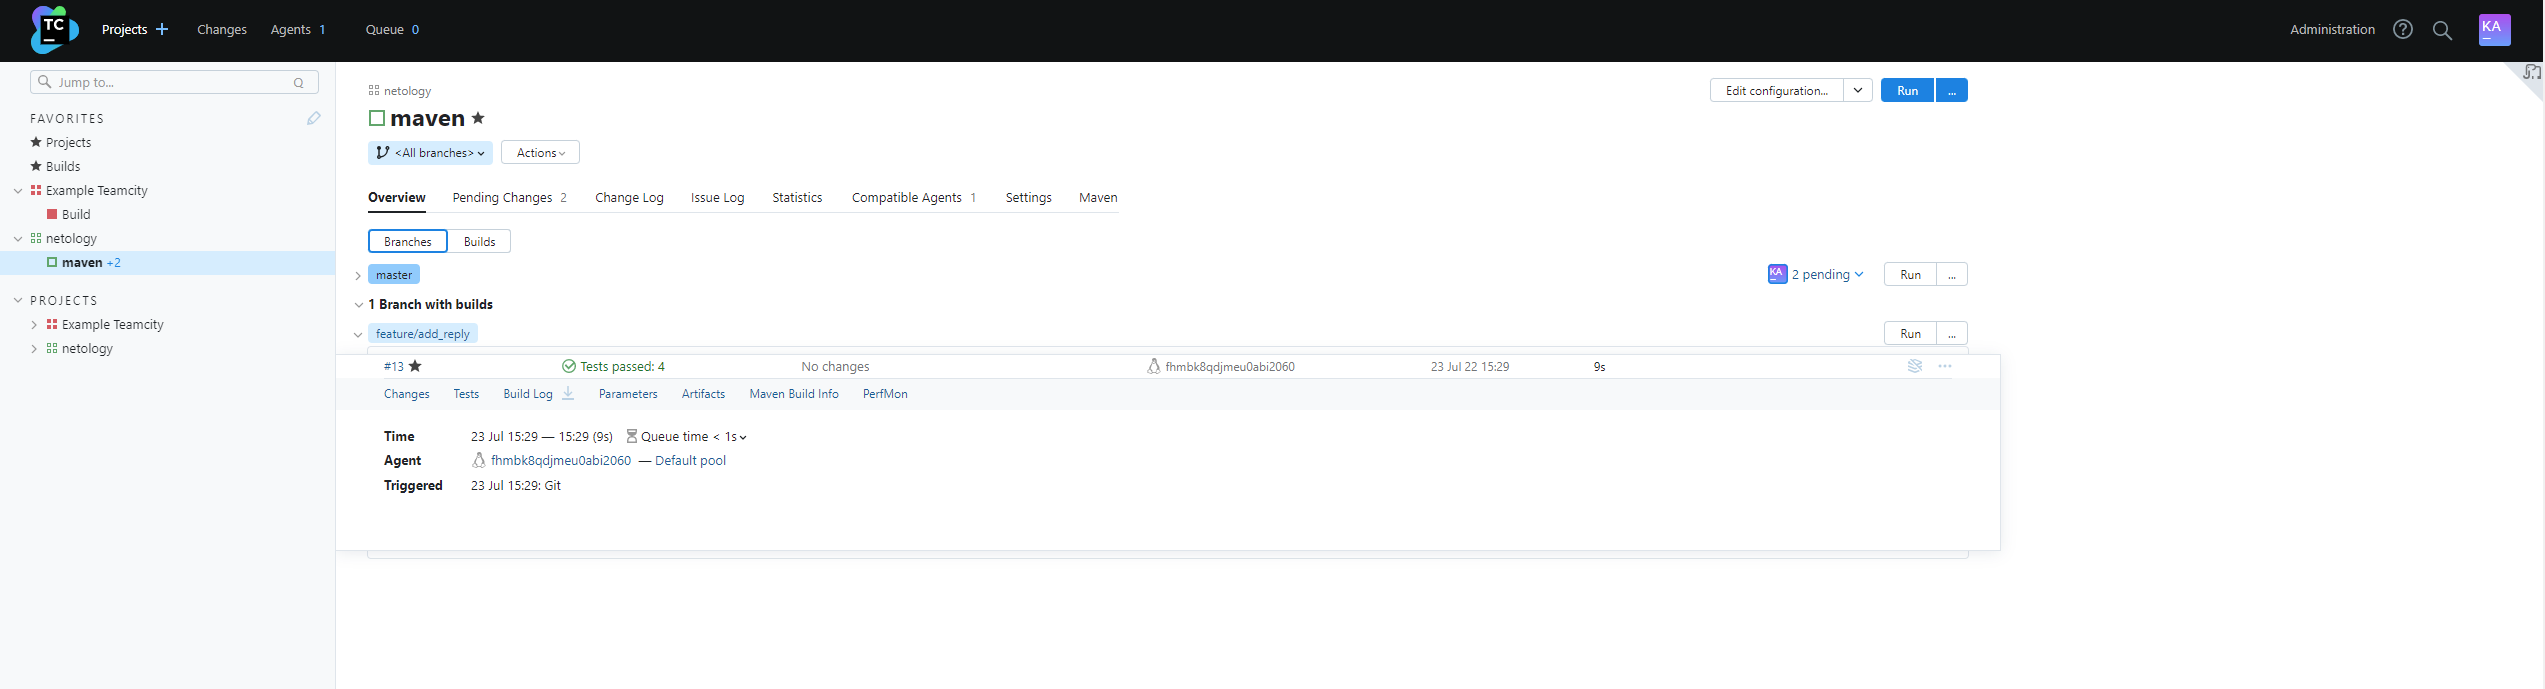 TC Projects Changes Agents 1 Queue 0 Administration KA
Jump to... Q
FAVORITES
Projects
Builds
Example Teamcity
Build
netology
maven +2
PROJECTS
Example Teamcity
netology
netology
Edit configuration... Run ...
maven
<All branches> Actions
Overview Pending Changes 2 Change Log Issue Log Statistics Compatible Agents 1 Settings Maven
Branches Builds
master KA 2 pending Run ...
1 Branch with builds
feature/add_reply Run ...
#13 Tests passed: 4 No changes fhmbk8qdjmeu0abi2060 23 Jul 22 15:29 9s
Changes Tests Build Log Parameters Artifacts Maven Build Info PerfMon
Time 23 Jul 15:29 — 15:29 (9s) Queue time < 1s
Agent fhmbk8qdjmeu0abi2060 — Default pool
Triggered 23 Jul 15:29: Git